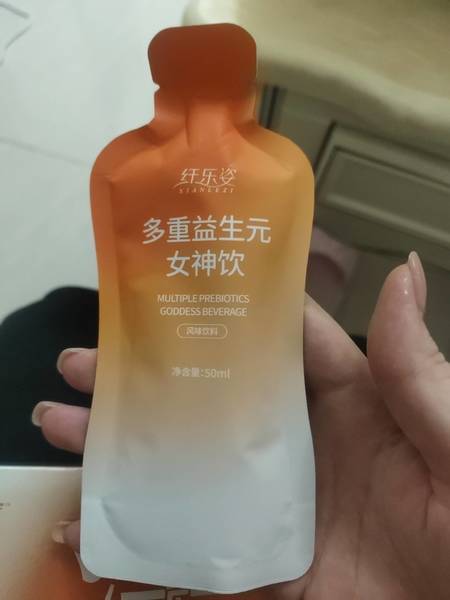 纤乐姿
XIANLEZI
多重益生元
女神饮
MULTIPLE PREBIOTICS
GODDESS BEVERAGE
风味饮料
净含量:50ml